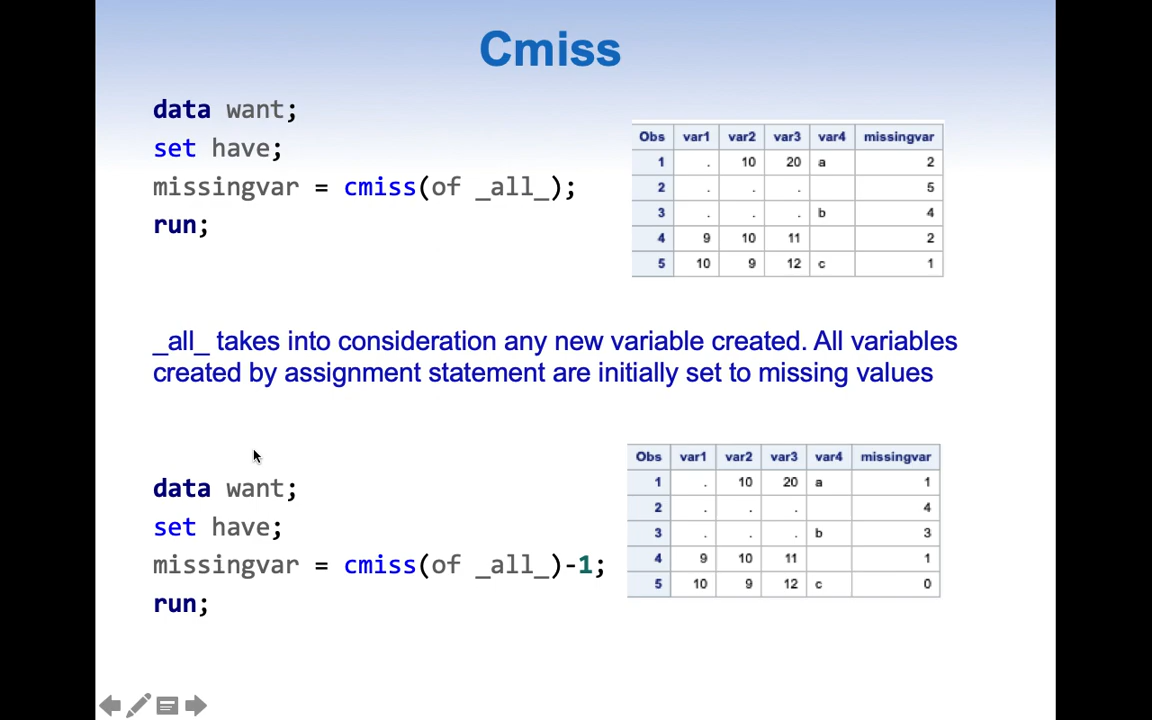 Cmiss
data want;
set have;
missingvar = cmiss(of _all_);
run;
Obs var1 var2 var3 var4 missingvar
1 . 10 20 a 2
2 . . . 5
3 . . . b 4
4 9 10 11 2
5 10 9 12 c 1
_all_ takes into consideration any new variable created. All variables
created by assignment statement are initially set to missing values
data want;
set have;
missingvar = cmiss(of _all_)-1;
run;
Obs var1 var2 var3 var4 missingvar
1 . 10 20 a 1
2 . . . 4
3 . . . b 3
4 9 10 11 1
5 10 9 12 c 0